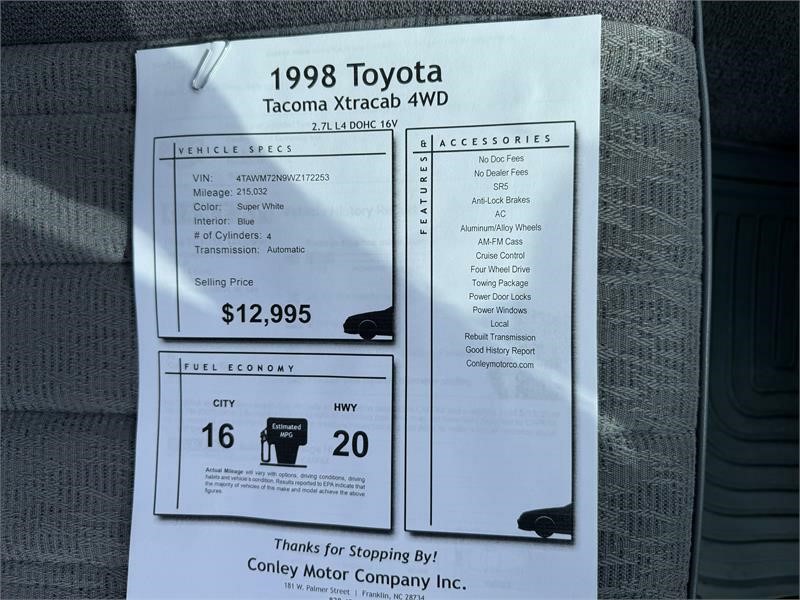 1998 Toyota
Tacoma Xtracab 4WD
2.7L L4 DOHC 16V
VEHICLE SPECS
VIN: 4TAWM72N9WZ172253
Mileage: 215,032
Color: Super White
Interior: Blue
# of Cylinders: 4
Transmission: Automatic
Selling Price
$12,995
FUEL ECONOMY
CITY
16
Estimated
MPG
HWY
20
Actual Mileage will vary with options, driving conditions, driving
habits and vehicle's condition. Results reported to EPA indicate that
the majority of vehicles of this make and model achieve the above
figures.
FEATURES & ACCESSORIES
No Doc Fees
No Dealer Fees
SR5
Anti-Lock Brakes
AC
Aluminum/Alloy Wheels
AM-FM Cass
Cruise Control
Four Wheel Drive
Towing Package
Power Door Locks
Power Windows
Local
Rebuilt Transmission
Good History Report
Conleymotorco.com
Thanks for Stopping By!
Conley Motor Company Inc.
181 W. Palmer Street | Franklin, NC 28734